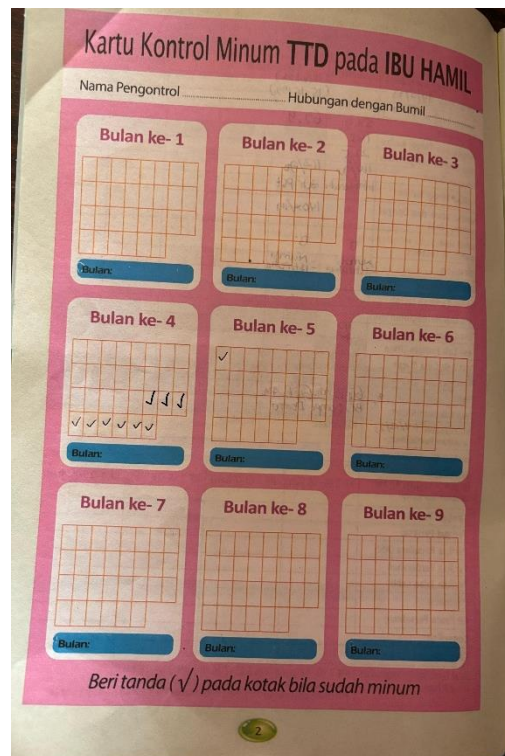 Kartu Kontrol Minum TTD pada IBU HAMIL
Nama Pengontrol Hubungan dengan Bumil
Bulan ke- 1 Bulan ke- 2 Bulan ke- 3
Bulan: Bulan: Bulan:
Bulan ke- 4 Bulan ke- 5 Bulan ke- 6
✓
✓ ✓ ✓
✓ ✓ ✓ ✓ ✓ ✓
Bulan: Bulan: Bulan:
Bulan ke- 7 Bulan ke- 8 Bulan ke- 9
Bulan: Bulan: Bulan:
Beri tanda (√) pada kotak bila sudah minum
2